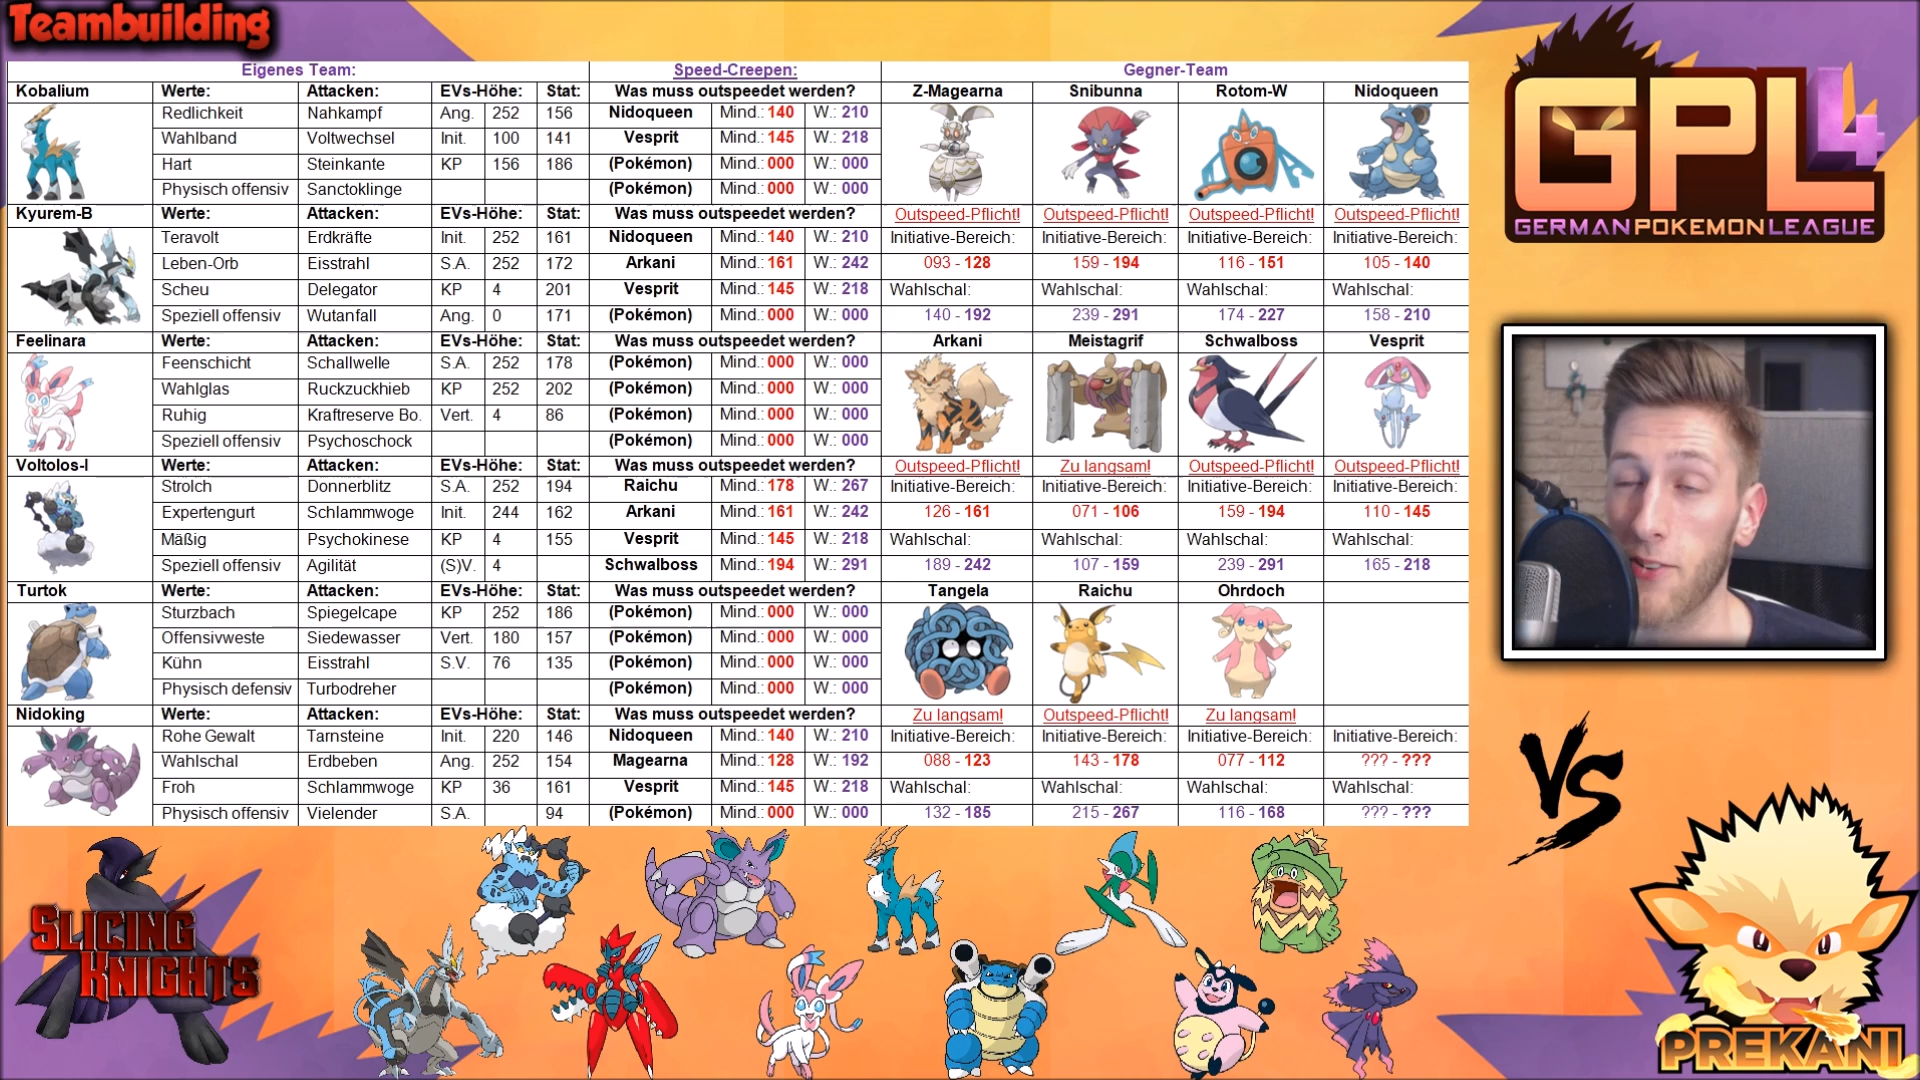 Teambuilding
Eigenes Team: Speed-Creepen: Gegner-Team
Kobalium Werte: Attacken: EVs-Höhe: Stat: Was muss outspeedet werden? Z-Magearna Snibunna Rotom-W Nidoqueen
Redlichkeit Nahkampf Ang. 252 156 Nidoqueen Mind.: 140 W.: 210
Wahlband Voltwechsel Init. 100 141 Vesprit Mind.: 145 W.: 218
Hart Steinkante KP 156 186 (Pokémon) Mind.: 000 W.: 000
Physisch offensiv Sanctoklinge (Pokémon) Mind.: 000 W.: 000
Kyurem-B Werte: Attacken: EVs-Höhe: Stat: Was muss outspeedet werden? Outspeed-Pflicht! Outspeed-Pflicht! Outspeed-Pflicht! Outspeed-Pflicht!
Teravolt Erdkräfte Init. 252 161 Nidoqueen Mind.: 140 W.: 210 Initiative-Bereich: Initiative-Bereich: Initiative-Bereich: Initiative-Bereich:
Leben-Orb Eisstrahl S.A. 252 172 Arkani Mind.: 161 W.: 242 093 - 128 159 - 194 116 - 151 105 - 140
Scheu Delegator KP 4 201 Vesprit Mind.: 145 W.: 218 Wahlschal: Wahlschal: Wahlschal: Wahlschal:
Speziell offensiv Wutanfall Ang. 0 171 (Pokémon) Mind.: 000 W.: 000 140 - 192 239 - 291 174 - 227 158 - 210
Feelinara Werte: Attacken: EVs-Höhe: Stat: Was muss outspeedet werden? Arkani Meistagrif Schwalboss Vesprit
Feenschicht Schallwelle S.A. 252 178 (Pokémon) Mind.: 000 W.: 000
Wahlglas Ruckzuckhieb KP 252 202 (Pokémon) Mind.: 000 W.: 000
Ruhig Kraftreserve Bo. Vert. 4 86 (Pokémon) Mind.: 000 W.: 000
Speziell offensiv Psychoschock (Pokémon) Mind.: 000 W.: 000
Voltolos-I Werte: Attacken: EVs-Höhe: Stat: Was muss outspeedet werden? Outspeed-Pflicht! Zu langsam! Outspeed-Pflicht! Outspeed-Pflicht!
Strolch Donnerblitz S.A. 252 194 Raichu Mind.: 178 W.: 267 Initiative-Bereich: Initiative-Bereich: Initiative-Bereich: Initiative-Bereich:
Expertengurt Schlammwoge Init. 244 162 Arkani Mind.: 161 W.: 242 126 - 161 071 - 106 159 - 194 110 - 145
Mäßig Psychokinese KP 4 155 Vesprit Mind.: 145 W.: 218 Wahlschal: Wahlschal: Wahlschal: Wahlschal:
Speziell offensiv Agilität (S)V. 4 Schwalboss Mind.: 194 W.: 291 189 - 242 107 - 159 239 - 291 165 - 218
Turtok Werte: Attacken: EVs-Höhe: Stat: Was muss outspeedet werden? Tangela Raichu Ohrdoch
Sturzbach Spiegelcape KP 252 186 (Pokémon) Mind.: 000 W.: 000
Offensivweste Siedewasser Vert. 180 157 (Pokémon) Mind.: 000 W.: 000
Kühn Eisstrahl S.V. 76 135 (Pokémon) Mind.: 000 W.: 000
Physisch defensiv Turbodreher (Pokémon) Mind.: 000 W.: 000
Nidoking Werte: Attacken: EVs-Höhe: Stat: Was muss outspeedet werden? Zu langsam! Outspeed-Pflicht! Zu langsam!
Rohe Gewalt Tarnsteine Init. 220 146 Nidoqueen Mind.: 140 W.: 210 Initiative-Bereich: Initiative-Bereich: Initiative-Bereich: Initiative-Bereich:
Wahlschal Erdbeben Ang. 252 154 Magearna Mind.: 128 W.: 192 088 - 123 143 - 178 077 - 112 ??? - ???
Froh Schlammwoge KP 36 161 Vesprit Mind.: 145 W.: 218 Wahlschal: Wahlschal: Wahlschal: Wahlschal:
Physisch offensiv Vielender S.A. 94 (Pokémon) Mind.: 000 W.: 000 132 - 185 215 - 267 116 - 168 ??? - ???
GPL4
GERMAN POKEMON LEAGUE
VS
SLICING
KNIGHTS
PREKANI